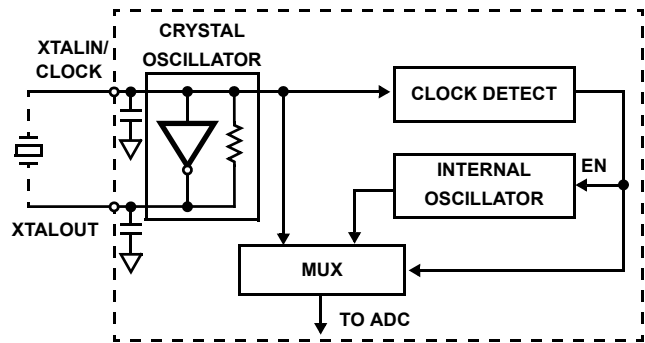 CRYSTAL
OSCILLATOR
XTALIN/
CLOCK
CLOCK DETECT
INTERNAL
OSCILLATOR
EN
XTALOUT
MUX
TO ADC